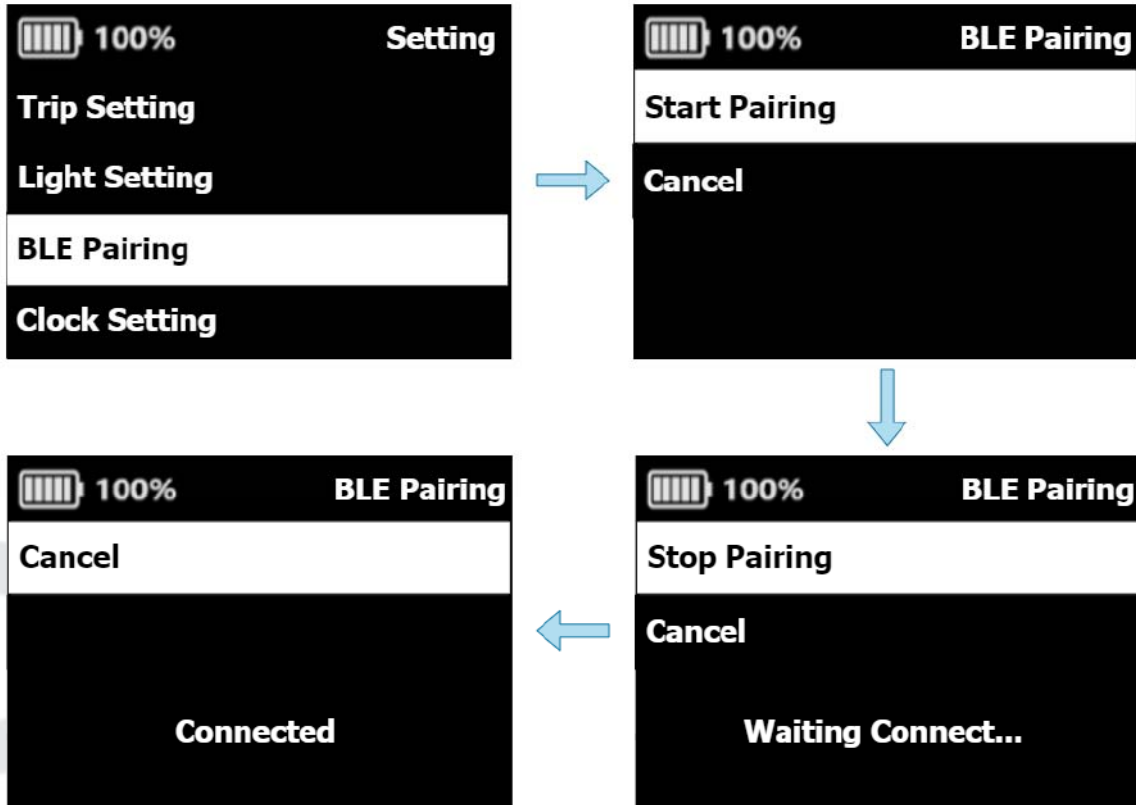 100% Setting
Trip Setting
Light Setting
BLE Pairing
Clock Setting
100% BLE Pairing
Start Pairing
Cancel
100% BLE Pairing
Stop Pairing
Cancel
Waiting Connect...
100% BLE Pairing
Cancel
Connected